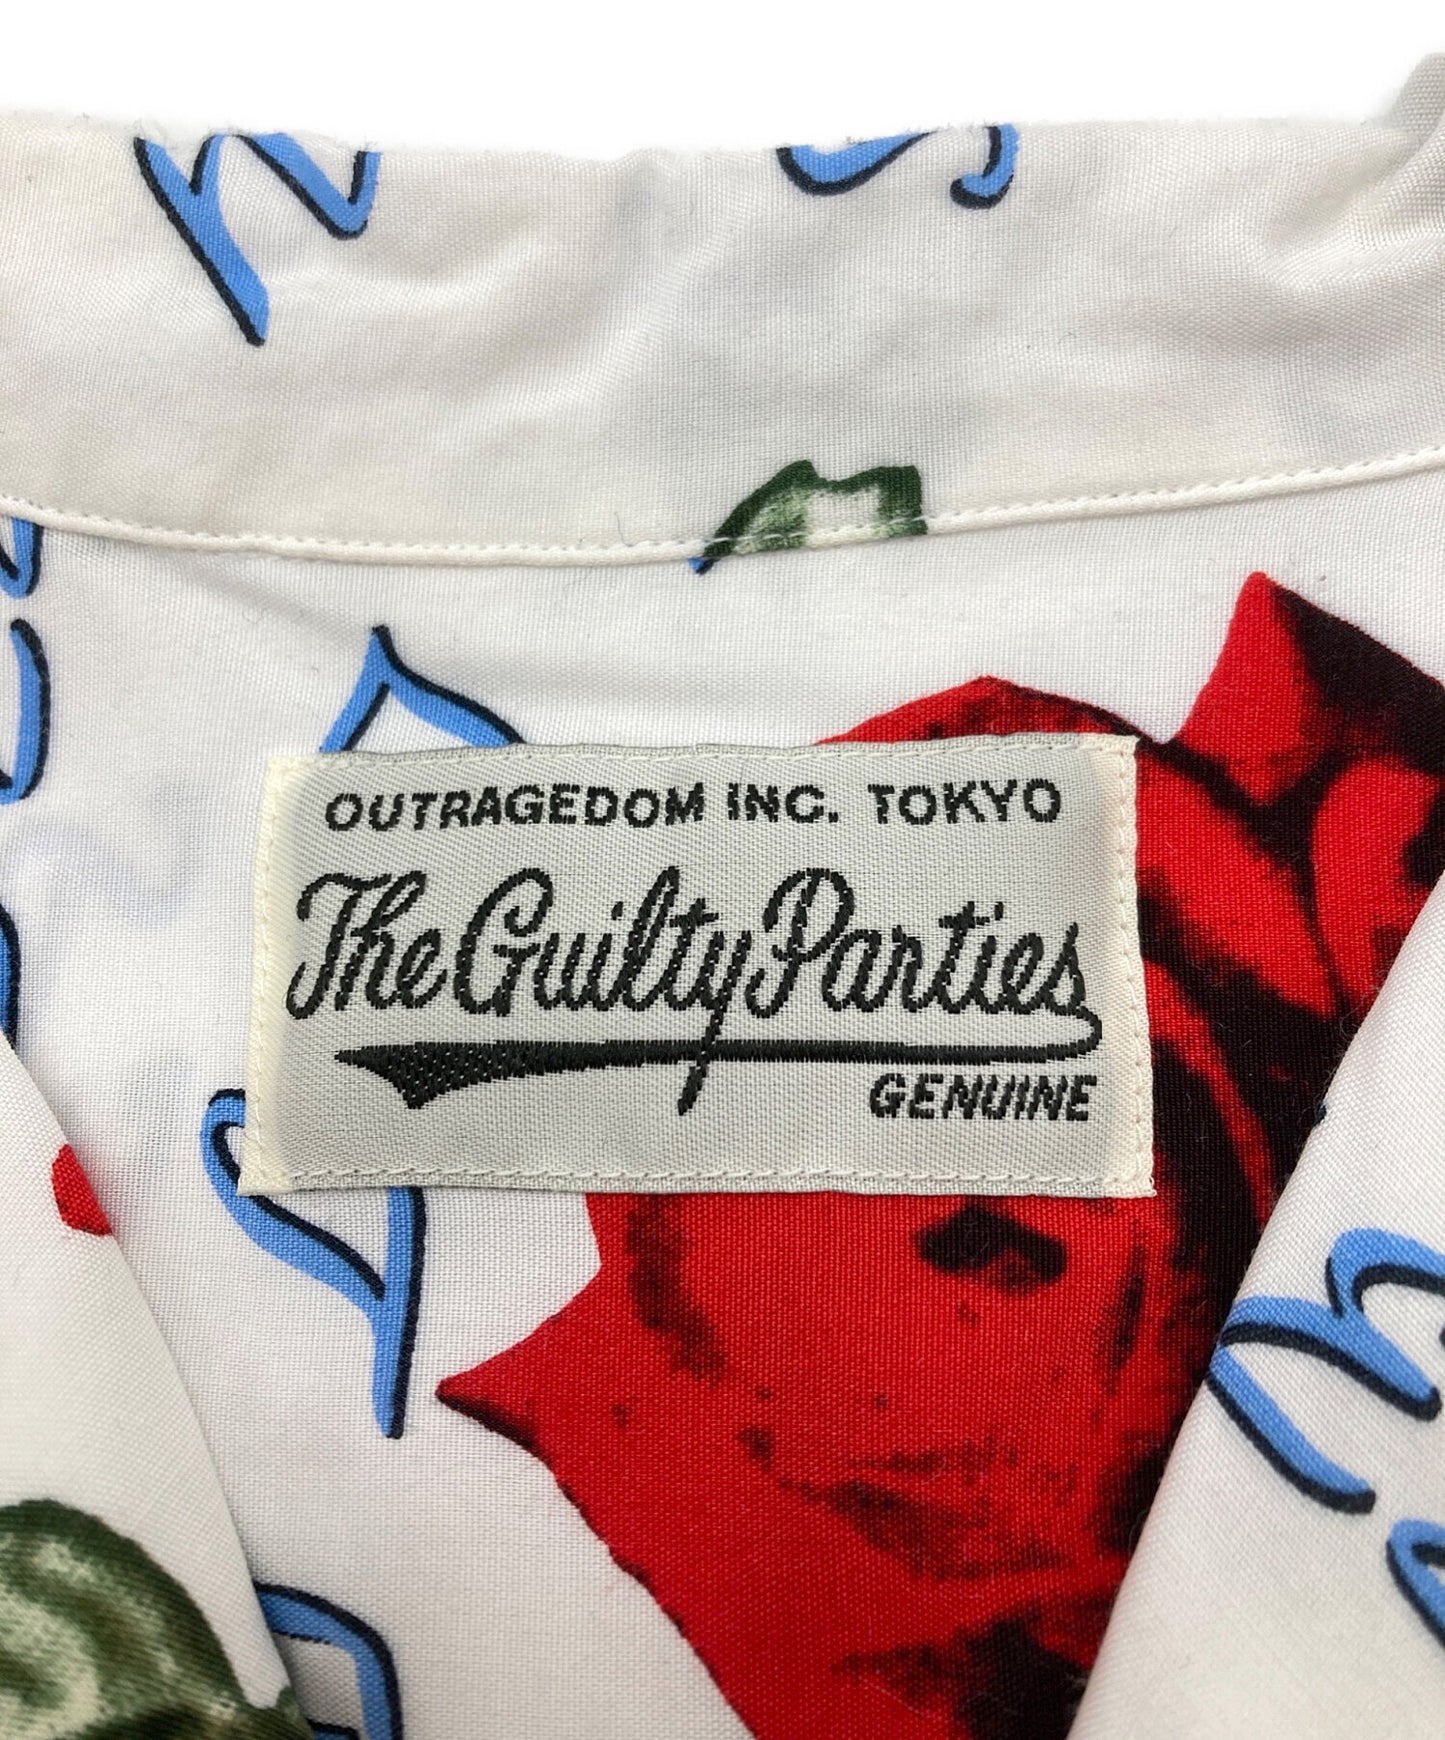 OUTRAGEDOM INC. TOKYO
The Guilty Parties
GENUINE